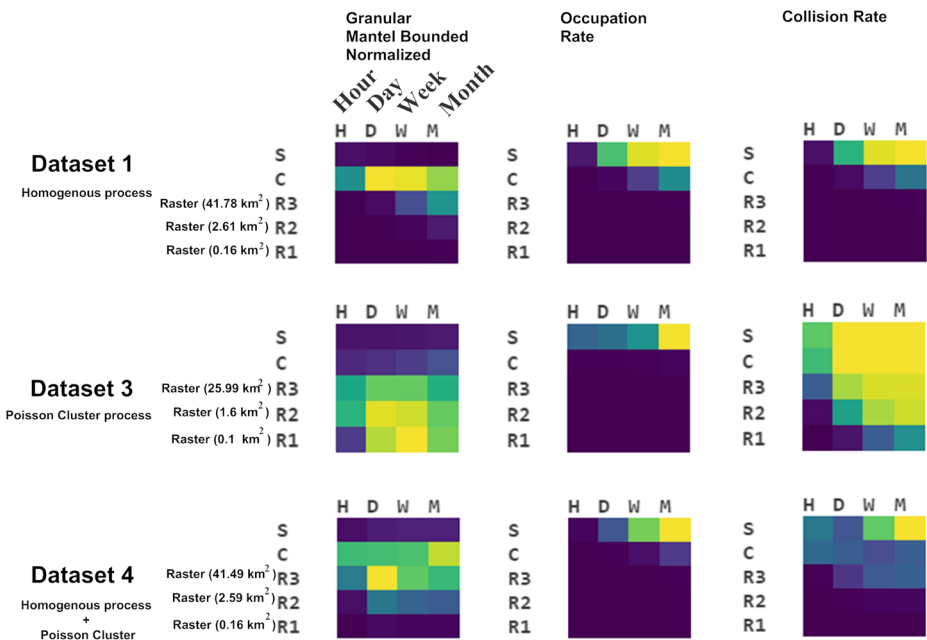 Granular
Mantel Bounded
Normalized
Occupation
Rate
Collision Rate
Hour
Day
Week
Month
H D W M
H D W M
H D W M
Dataset 1
Homogenous process
S
C
Raster (41.78 km2) R3
Raster (2.61 km2) R2
Raster (0.16 km2) R1
S
C
R3
R2
R1
S
C
R3
R2
R1
H D W M
H D W M
H D W M
Dataset 3
Poisson Cluster process
S
C
Raster (25.99 km2) R3
Raster (1.6 km2) R2
Raster (0.1 km2) R1
S
C
R3
R2
R1
S
C
R3
R2
R1
H D W M
H D W M
H D W M
Dataset 4
Homogenous process
+
Poisson Cluster
S
C
Raster (41.49 km2) R3
Raster (2.59 km2) R2
Raster (0.16 km2) R1
S
C
R3
R2
R1
S
C
R3
R2
R1